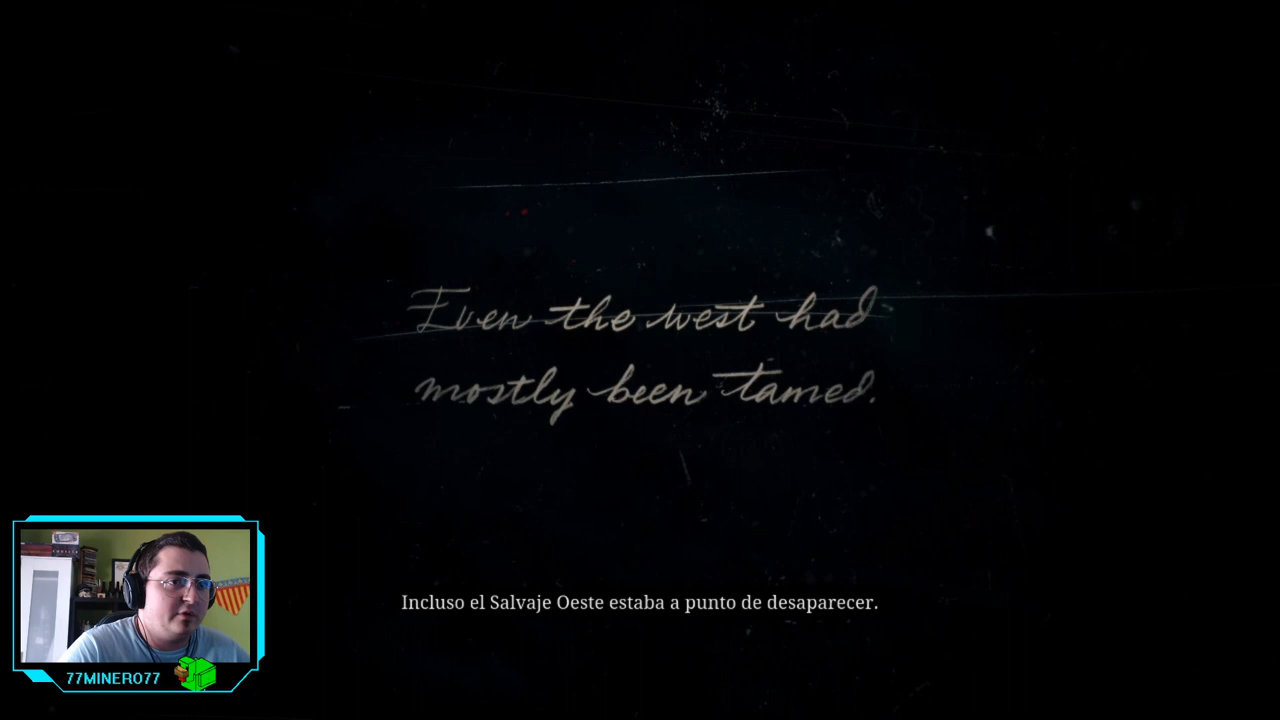 Even the west had
mostly been tamed.
Incluso el Salvaje Oeste estaba a punto de desaparecer.
77MINERO77